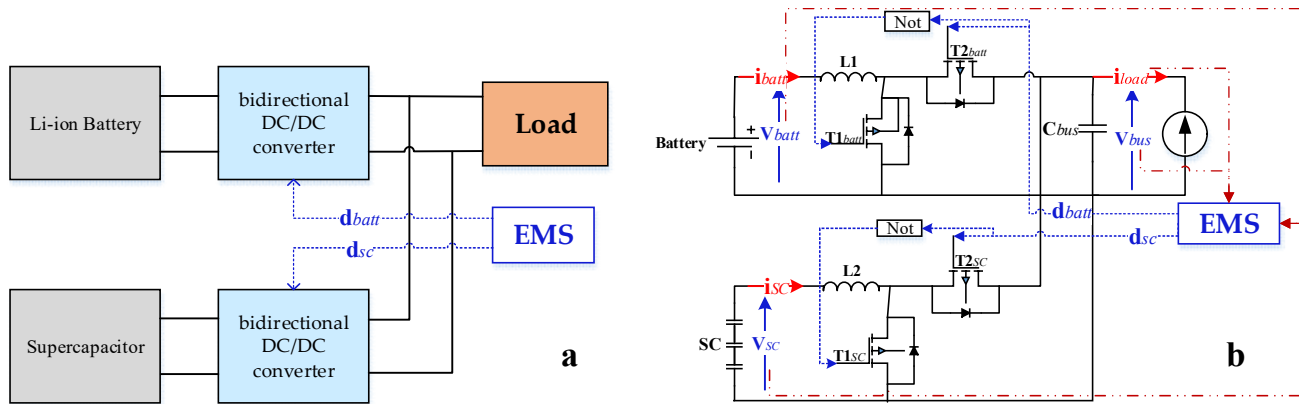 Li-ion Battery
bidirectional
DC/DC
converter
Load
dbatt
EMS
dsc
Supercapacitor
bidirectional
DC/DC
converter
a
Not
T2batt
ibatt
L1
iload
Vbatt
T1batt
Cbus
Vbus
Battery
+
dbatt
Not
dsc
EMS
T2SC
iSC
L2
SC
VSC
T1SC
b